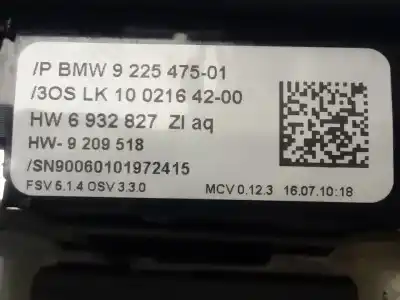 /P BMW 9 225 475-01
/3OS LK 10 0216 42-00
HW 6 932 827 ZI aq
HW- 9 209 518
/SN90060101972415
FSV 5.1.4 OSV 3.3.0 MCV 0.12.3 16.07.10;18